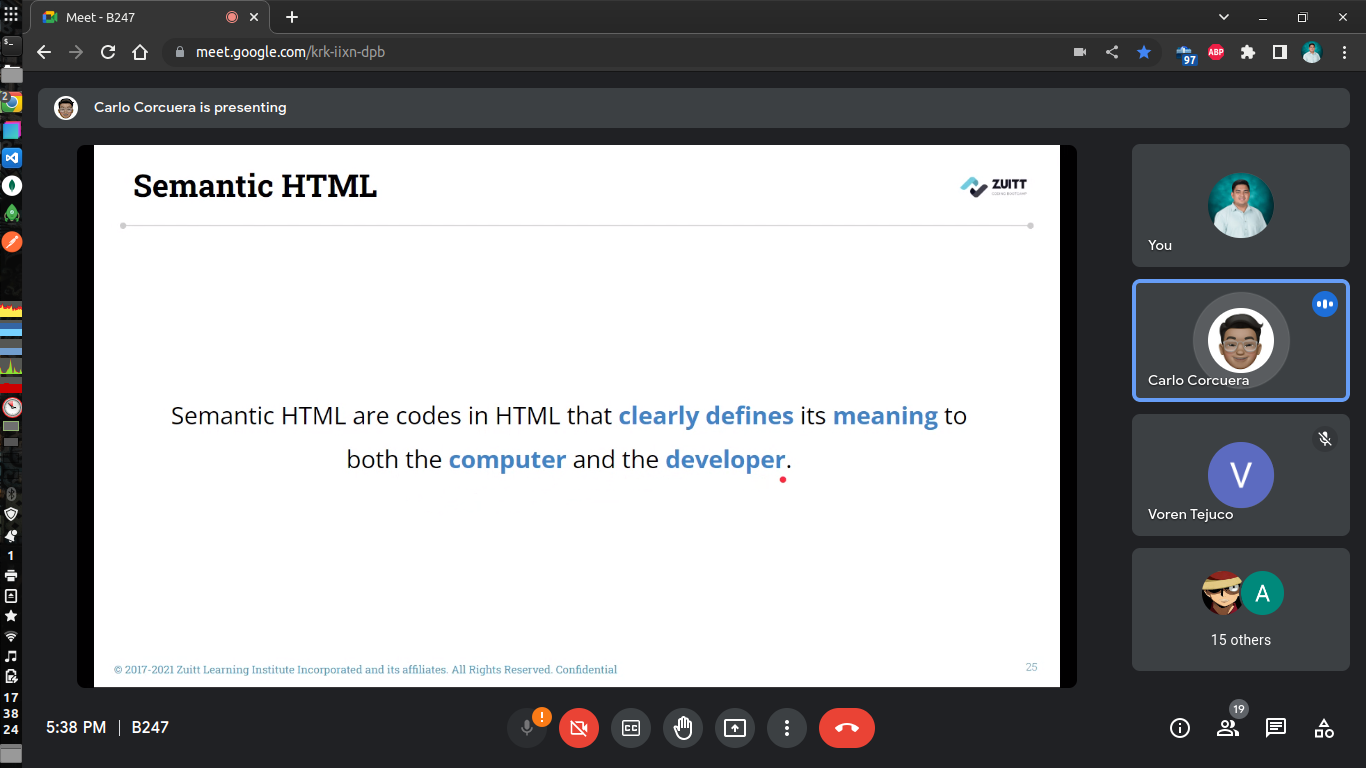 Meet - B247
meet.google.com/krk-iixn-dpb
97
ABP
2
Carlo Corcuera is presenting
Semantic HTML
ZUITT
Semantic HTML are codes in HTML that clearly defines its meaning to
both the computer and the developer.
© 2017-2021 Zuitt Learning Institute Incorporated and its affiliates. All Rights Reserved. Confidential
25
You
Carlo Corcuera
V
Voren Tejuco
A
15 others
1
17
38
24
5:38 PM | B247
!
CC
19